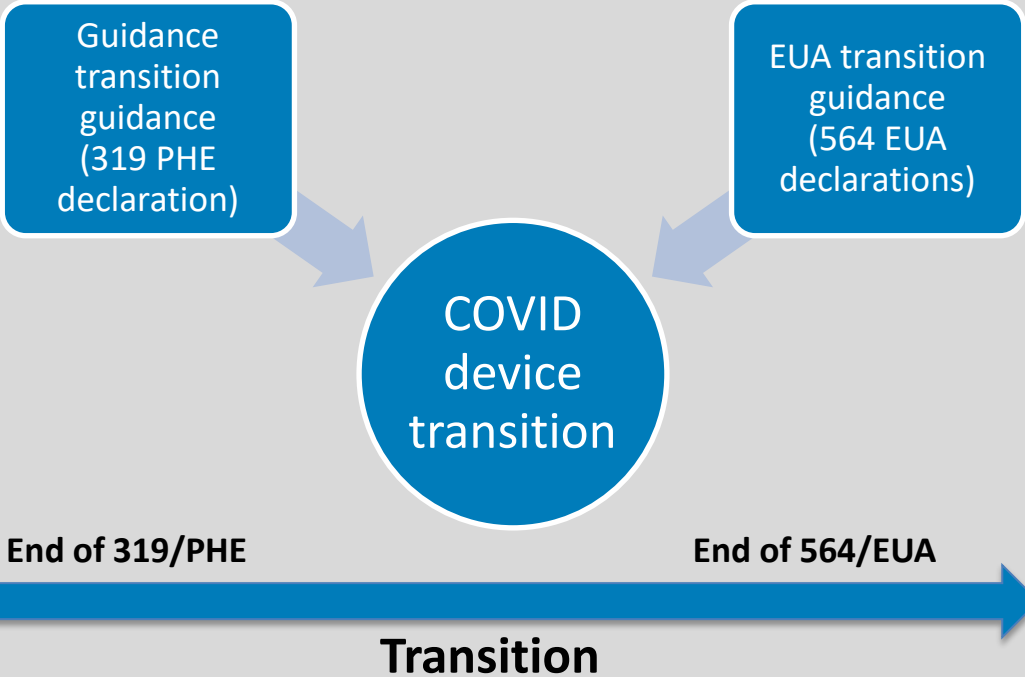 Guidance
transition
guidance
(319 PHE
declaration)
EUA transition
guidance
(564 EUA
declarations)
COVID
device
transition
End of 319/PHE
End of 564/EUA
Transition